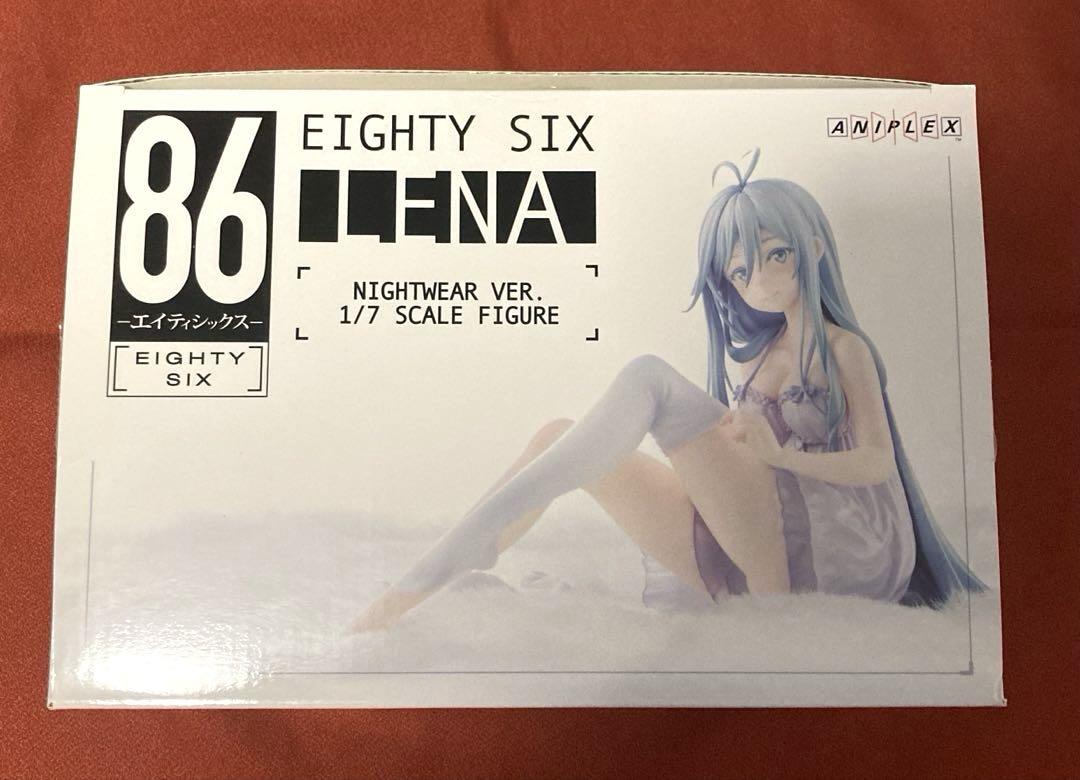 86
−エイティシックス−
EIGHTY
SIX
EIGHTY SIX
LENA
NIGHTWEAR VER.
1/7 SCALE FIGURE
ANIPLEX
™